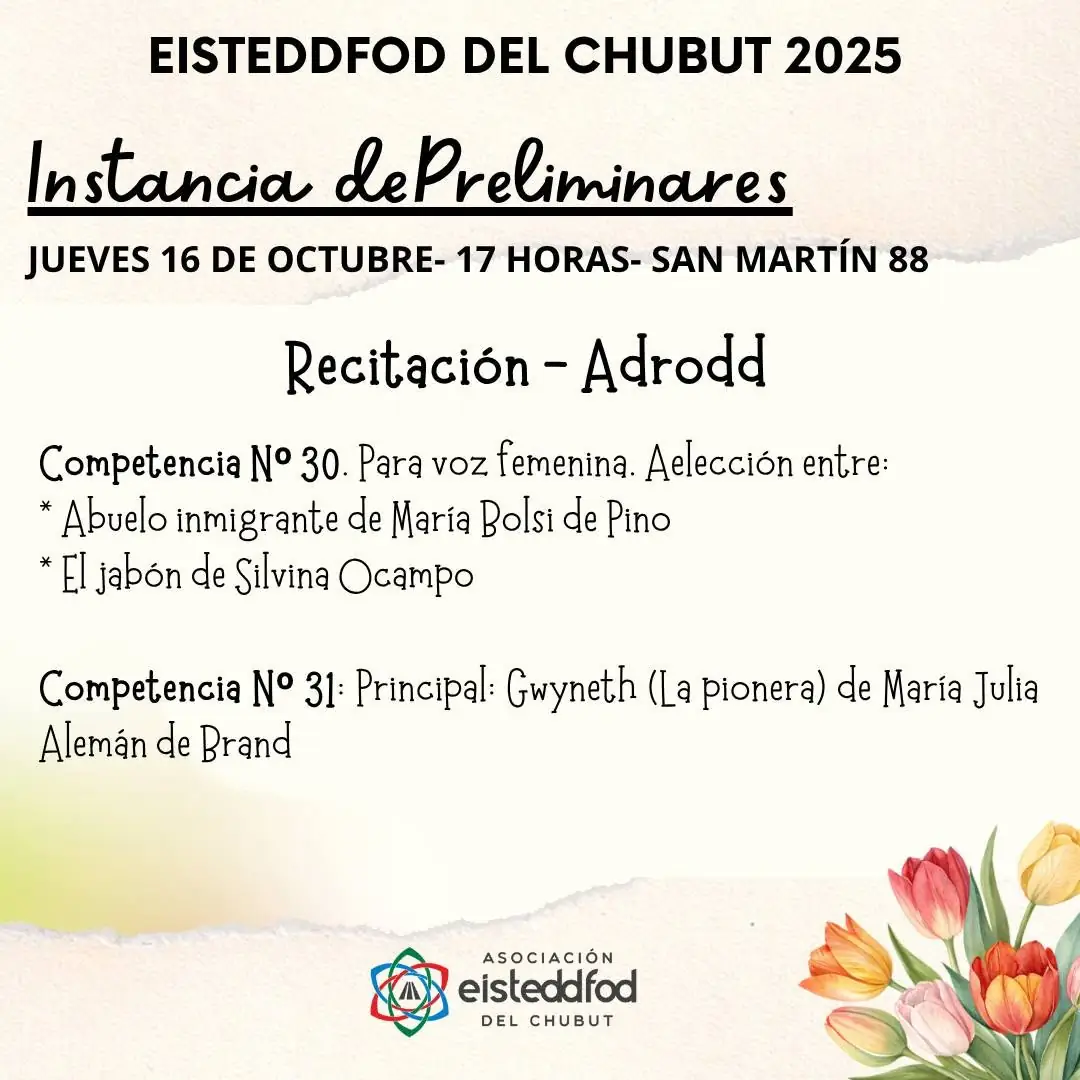 EISTEDDFOD DEL CHUBUT 2025
Instancia dePreliminares
JUEVES 16 DE OCTUBRE- 17 HORAS- SAN MARTÍN 88
Recitación - Adrodd
Competencia Nº 30. Para voz femenina. Aelección entre:
* Abuelo inmigrante de María Bolsi de Pino
* El jabón de Silvina Ocampo
Competencia Nº 31: Principal: Gwyneth (La pionera) de María Julia
Alemán de Brand
ASOCIACIÓN
eisteddfod
DEL CHUBUT